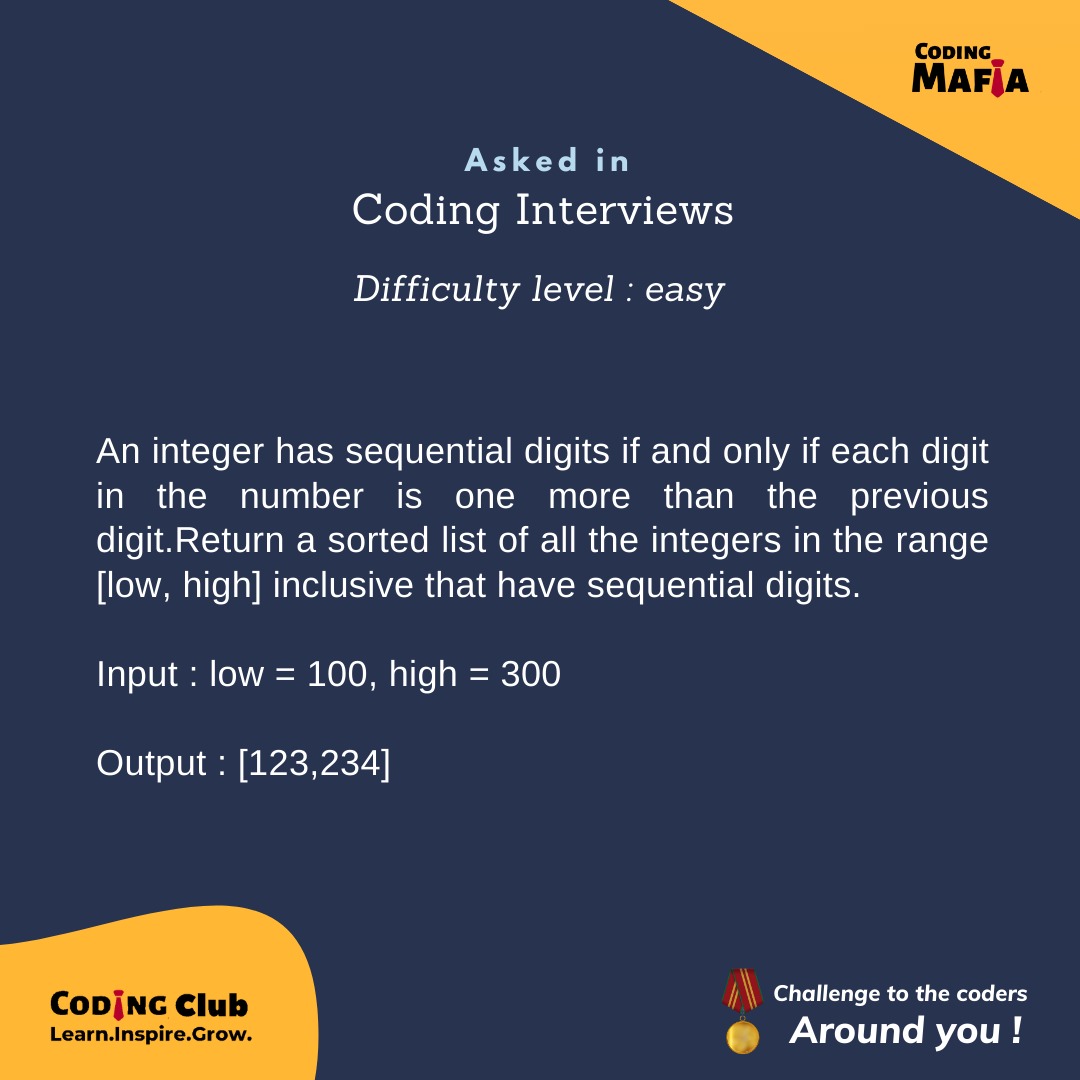 CODING
MAFIA
Asked in
Coding Interviews
Difficulty level : easy
An integer has sequential digits if and only if each digit
in the number is one more than the previous
digit.Return a sorted list of all the integers in the range
[low, high] inclusive that have sequential digits.
Input : low = 100, high = 300
Output : [123,234]
CODING Club
Learn.Inspire.Grow.
Challenge to the coders
Around you !